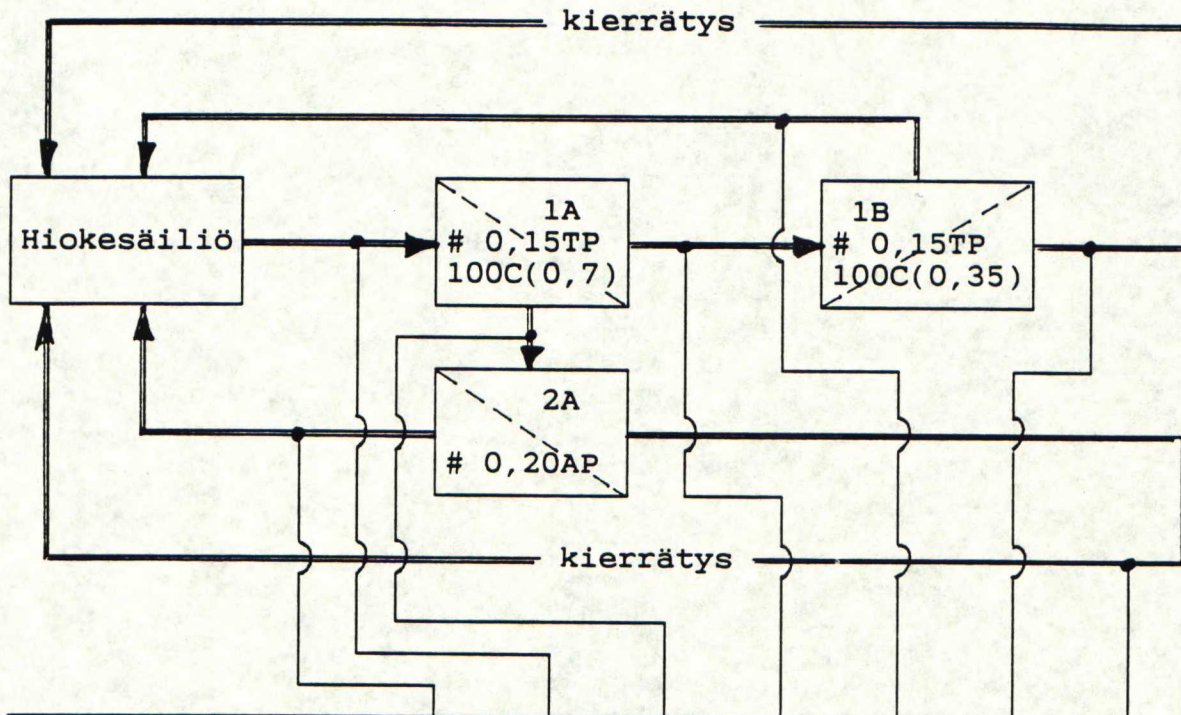 kierrätys
Hiokesäiliö
1A
# 0,15TP
100C(0,7)
1B
# 0,15TP
100C(0,35)
2A
# 0,20AP
kierrätys